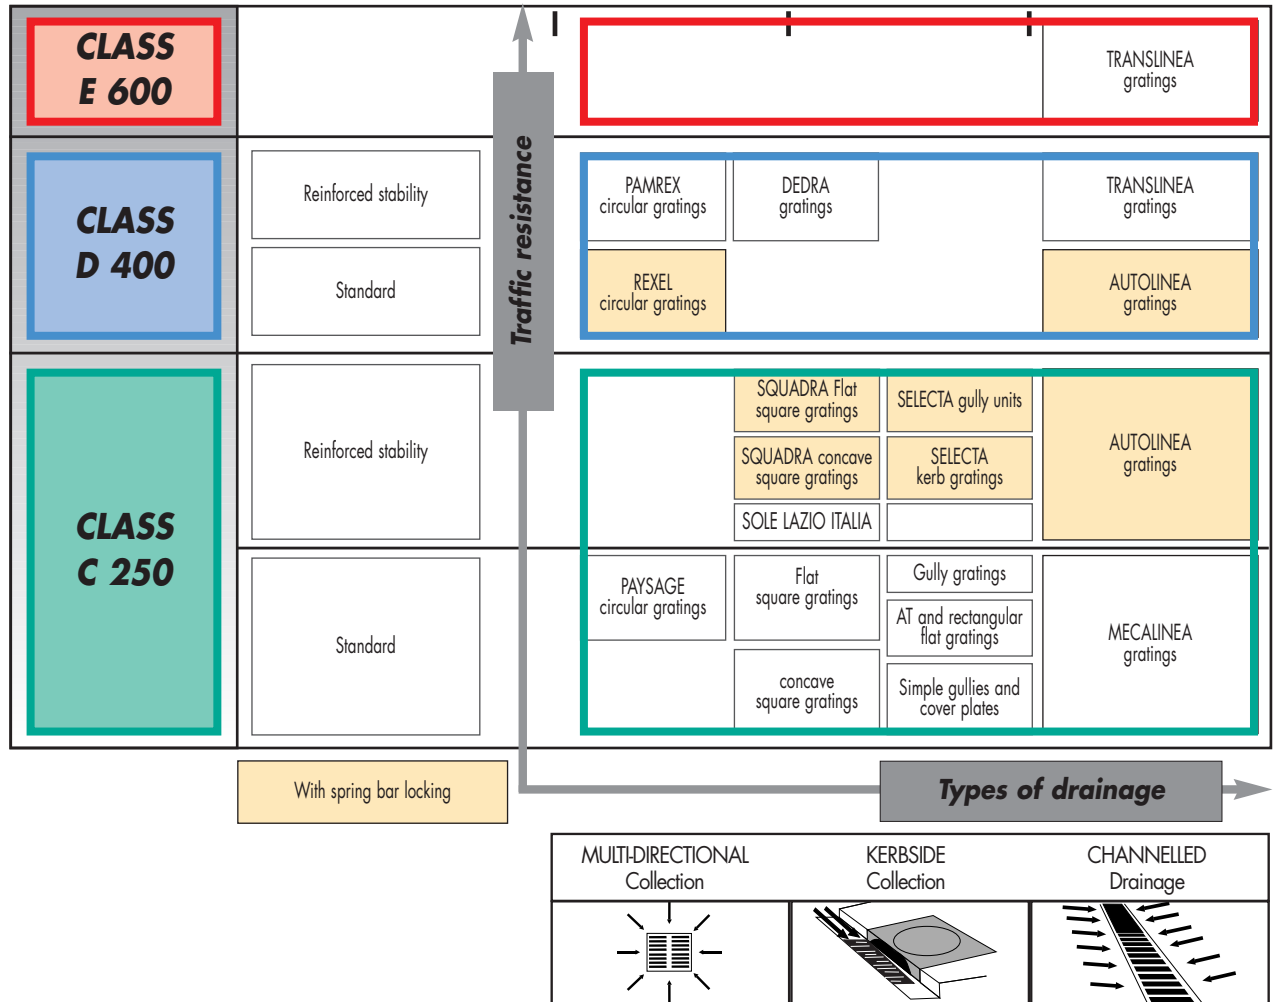 CLASS
E 600
TRANSLINEA
gratings
Traffic resistance
CLASS
D 400
Reinforced stability
PAMREX
circular gratings
DEDRA
gratings
TRANSLINEA
gratings
Standard
REXEL
circular gratings
AUTOLINEA
gratings
CLASS
C 250
Reinforced stability
SQUADRA Flat
square gratings
SELECTA gully units
AUTOLINEA
gratings
SQUADRA concave
square gratings
SELECTA
kerb gratings
SOLE LAZIO ITALIA
Standard
PAYSAGE
circular gratings
Flat
square gratings
Gully gratings
AT and rectangular
flat gratings
MECALINEA
gratings
concave
square gratings
Simple gullies and
cover plates
With spring bar locking
Types of drainage
MULTI-DIRECTIONAL
Collection
KERBSIDE
Collection
CHANNELLED
Drainage